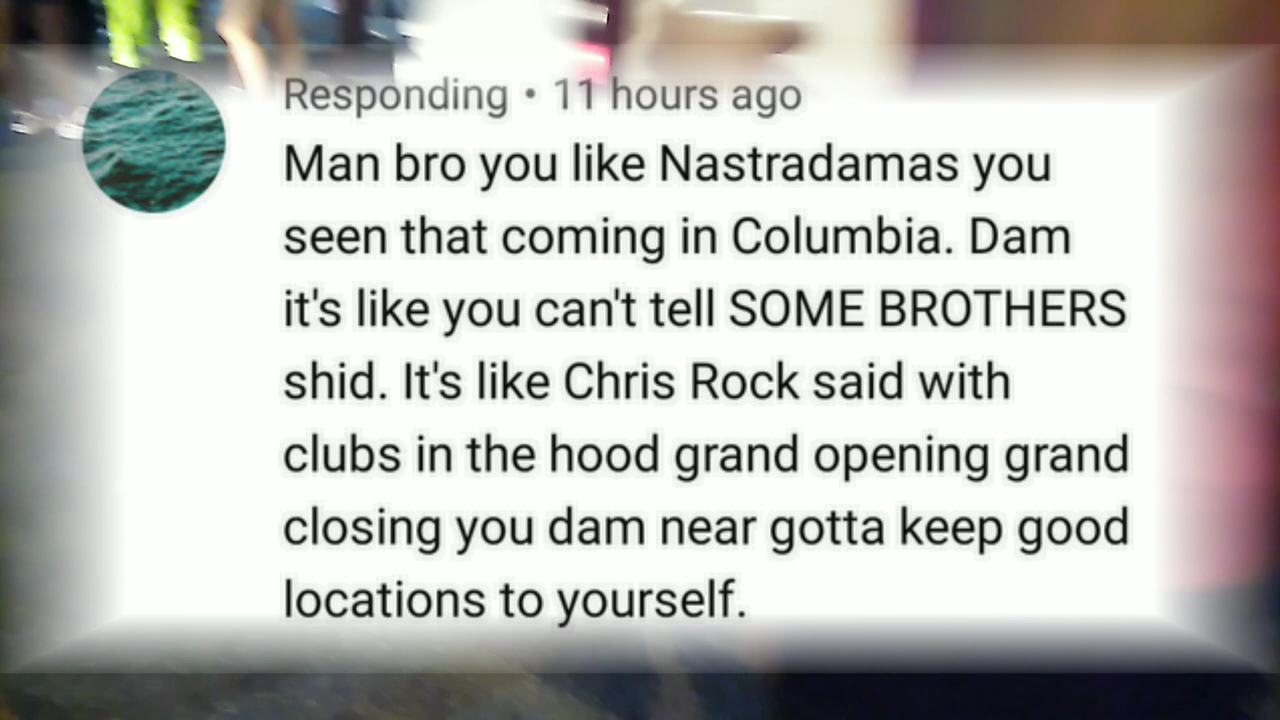 Responding • 11 hours ago
Man bro you like Nastradamas you
seen that coming in Columbia. Dam
it's like you can't tell SOME BROTHERS
shid. It's like Chris Rock said with
clubs in the hood grand opening grand
closing you dam near gotta keep good
locations to yourself.